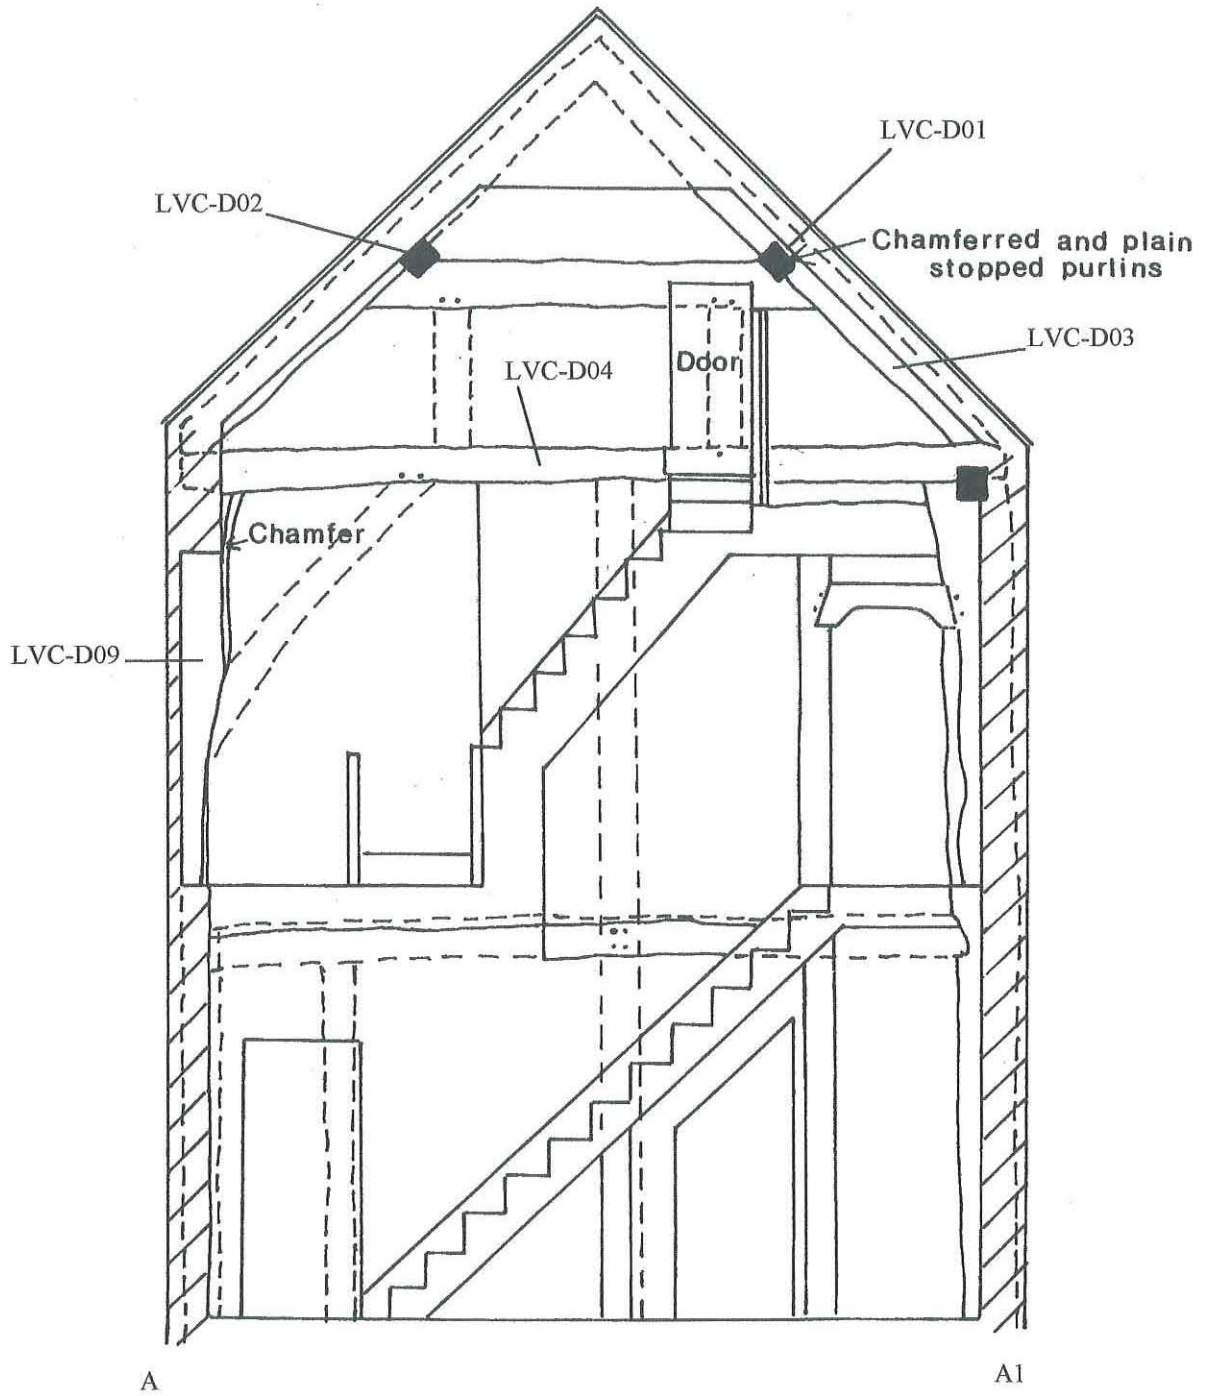 LVC-D01
LVC-D02
Chamferred and plain
stopped purlins
LVC-D03
Door
LVC-D04
Chamfer
LVC-D09
A
A1